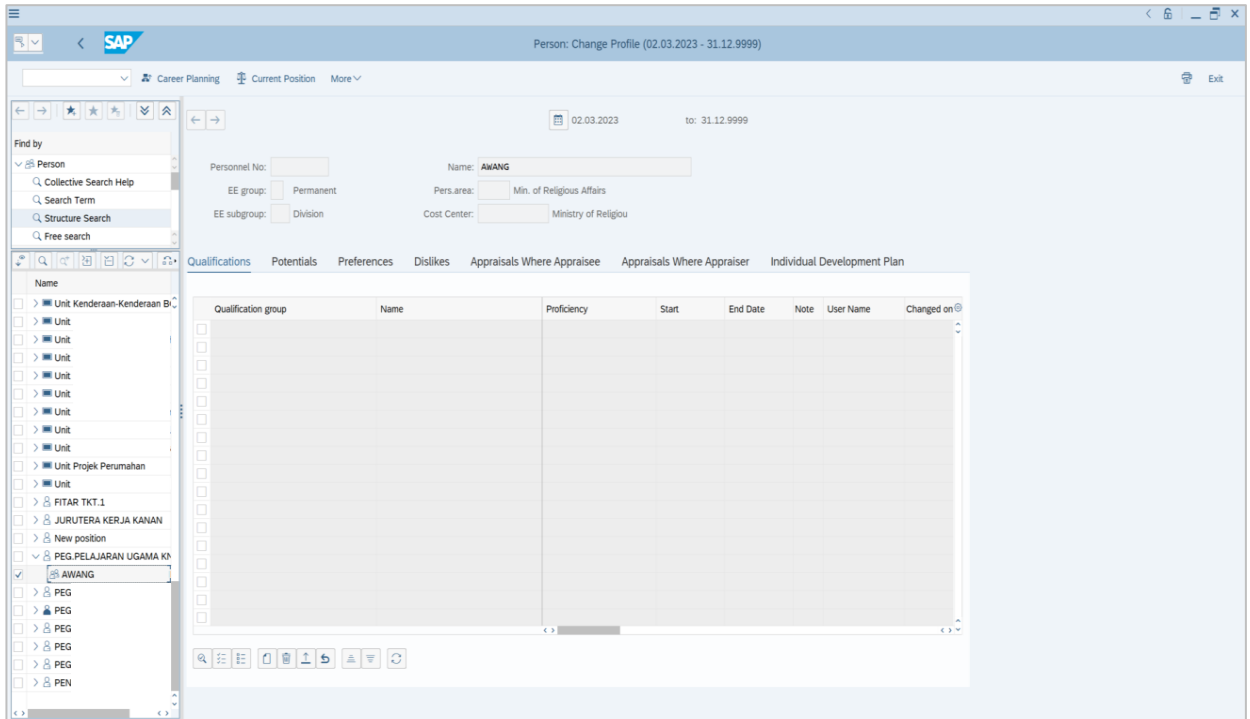 SAP
Person: Change Profile (02.03.2023 - 31.12.9999)
Career Planning
Current Position
More
Exit
02.03.2023
to: 31.12.9999
Find by
Person
Collective Search Help
Search Term
Structure Search
Free search
Personnel No:
Name: AWANG
EE group:
Permanent
Pers.area:
Min. of Religious Affairs
EE subgroup:
Division
Cost Center:
Ministry of Religiou
Qualifications
Potentials
Preferences
Dislikes
Appraisals Where Appraisee
Appraisals Where Appraiser
Individual Development Plan
Name
Unit Kenderaan-Kenderaan
Unit
Unit
Unit
Unit
Unit
Unit
Unit
Unit
Unit Projek Perumahan
Unit
FITAR TKT.1
JURUTERA KERJA KANAN
New position
PEG.PELAJARAN UGAMA KN
AWANG
PEG
PEG
PEG
PEG
PEG
PEN
Qualification group
Name
Proficiency
Start
End Date
Note
User Name
Changed on